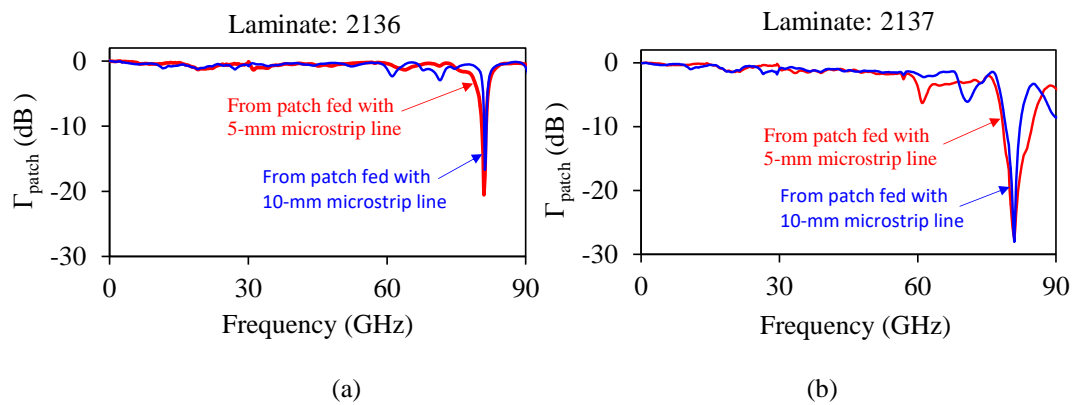 Laminate: 2136
0
-10
-20
-30
Γpatch (dB )
From patch fed with
5-mm microstrip line
From patch fed with
10-mm microstrip line
0
30
60
90
Frequency (GHz)
(a)
Laminate: 2137
0
-10
-20
-30
Γpatch (dB)
From patch fed with
5-mm microstrip line
From patch fed with
10-mm microstrip line
0
30
60
90
Frequency (GHz)
(b)